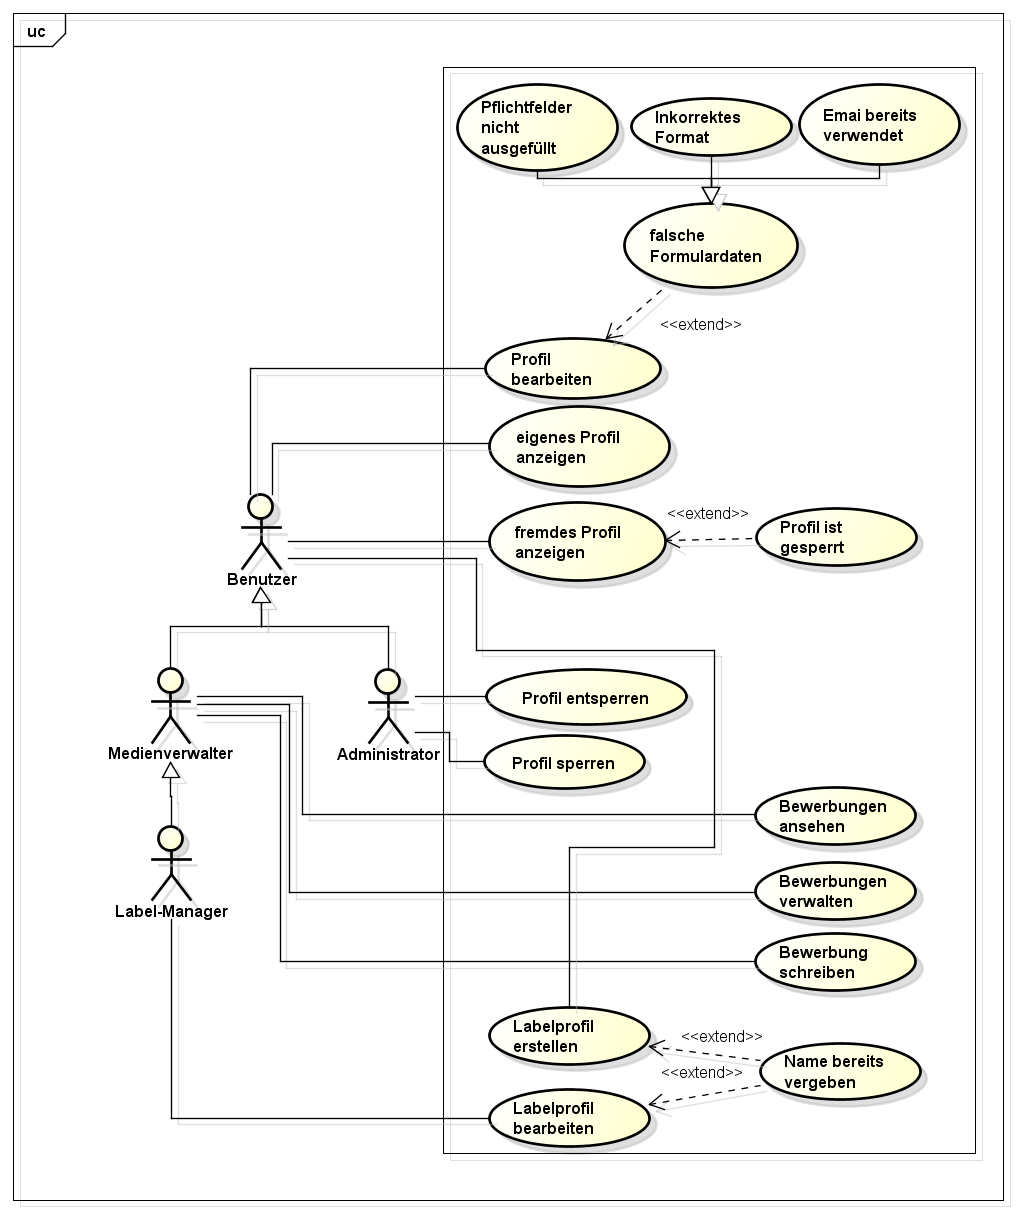 uc
Pflichtfelder
nicht
ausgefüllt
Inkorrektes
Format
Emai bereits
verwendet
falsche
Formulardaten
<<extend>>
Profil
bearbeiten
eigenes Profil
anzeigen
fremdes Profil
anzeigen
<<extend>>
Profil ist
gesperrt
Benutzer
Medienverwalter
Administrator
Profil entsperren
Profil sperren
Label-Manager
Bewerbungen
ansehen
Bewerbungen
verwalten
Bewerbung
schreiben
Labelprofil
erstellen
<<extend>>
<<extend>>
Name bereits
vergeben
Labelprofil
bearbeiten